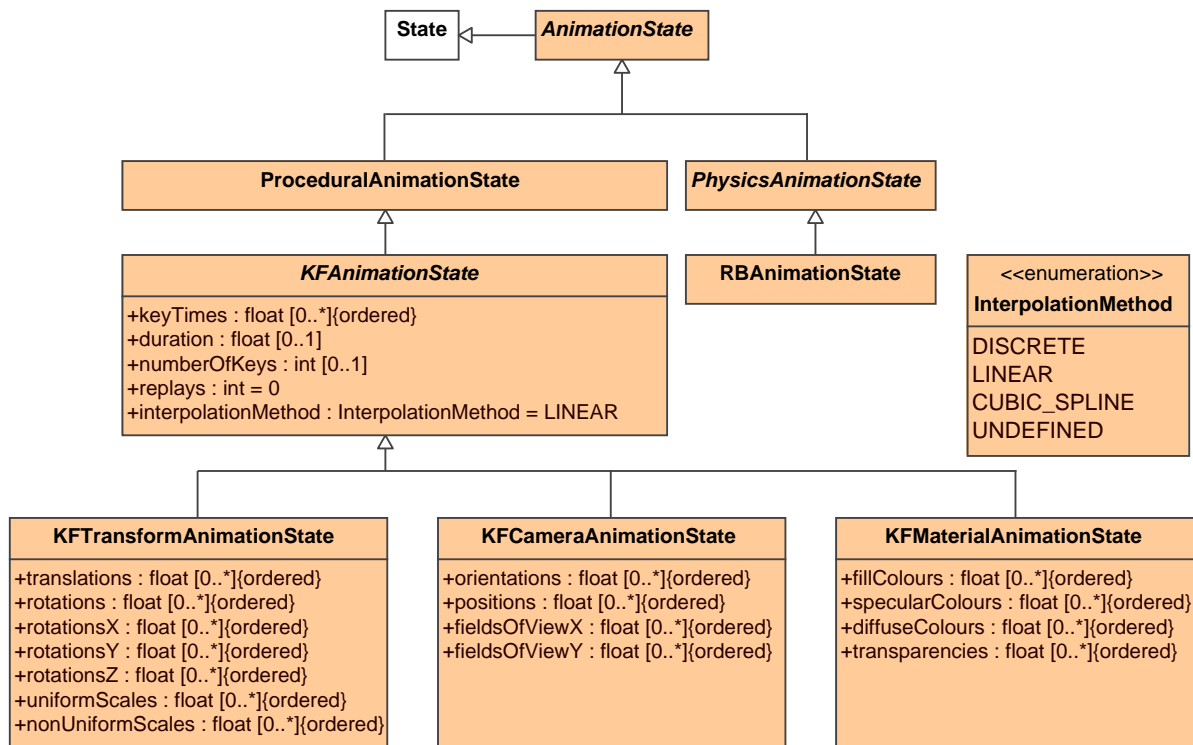 State
AnimationState
ProceduralAnimationState
PhysicsAnimationState
KFAnimationState
+keyTimes : float [0..*]{ordered}
+duration : float [0..1]
+numberOfKeys : int [0..1]
+replays : int = 0
+interpolationMethod : InterpolationMethod = LINEAR
RBAnimationState
<<enumeration>>
InterpolationMethod
DISCRETE
LINEAR
CUBIC_SPLINE
UNDEFINED
KFTransformAnimationState
+translations : float [0..*]{ordered}
+rotations : float [0..*]{ordered}
+rotationsX : float [0..*]{ordered}
+rotationsY : float [0..*]{ordered}
+rotationsZ : float [0..*]{ordered}
+uniformScales : float [0..*]{ordered}
+nonUniformScales : float [0..*]{ordered}
KFCameraAnimationState
+orientations : float [0..*]{ordered}
+positions : float [0..*]{ordered}
+fieldsOfViewX : float [0..*]{ordered}
+fieldsOfViewY : float [0..*]{ordered}
KFMaterialAnimationState
+fillColours : float [0..*]{ordered}
+specularColours : float [0..*]{ordered}
+diffuseColours : float [0..*]{ordered}
+transparencies : float [0..*]{ordered}